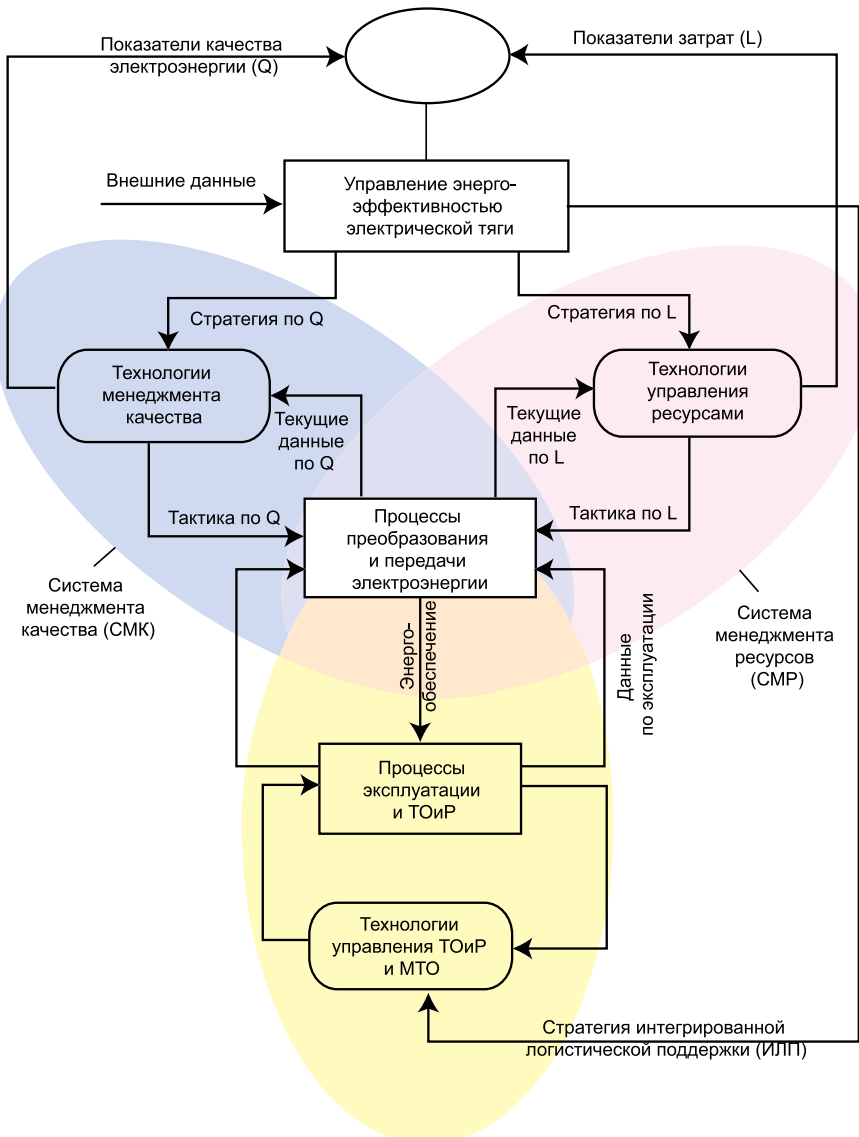 Показатели качества
электроэнергии (Q)
Показатели затрат (L)
Внешние данные
Управление энерго-
эффективностью
электрической тяги
Стратегия по Q
Стратегия по L
Технологии
менеджмента
качества
Технологии
управления
ресурсами
Текущие
данные
по Q
Текущие
данные
по L
Тактика по Q
Тактика по L
Процессы
преобразования
и передачи
электроэнергии
Система
менеджмента
качества (СМК)
Система
менеджмента
ресурсов
(СМР)
Энерго-
обеспечение
Данные
по эксплуатации
Процессы
эксплуатации
и ТОиР
Технологии
управления ТОиР
и МТО
Стратегия интегрированной
логистической поддержки (ИЛП)